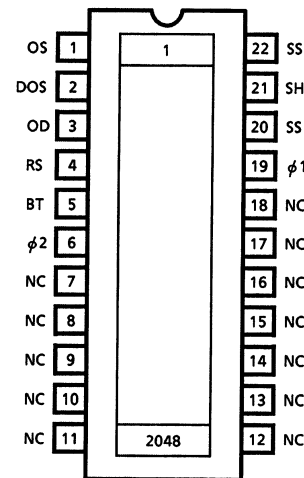 OS 1 1 22 SS
DOS 2 21 SH
OD 3 20 SS
RS 4 19 ϕ1
BT 5 18 NC
ϕ2 6 17 NC
NC 7 16 NC
NC 8 15 NC
NC 9 14 NC
NC 10 13 NC
NC 11 2048 12 NC